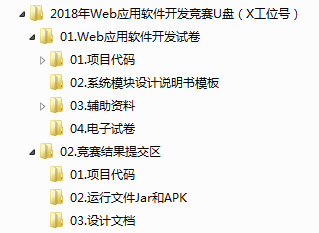 2018年Web应用软件开发竞赛U盘（X工位号）
01.Web应用软件开发试卷
01.项目代码
02.系统模块设计说明书模板
03.辅助资料
04.电子试卷
02.竞赛结果提交区
01.项目代码
02.运行文件Jar和APK
03.设计文档